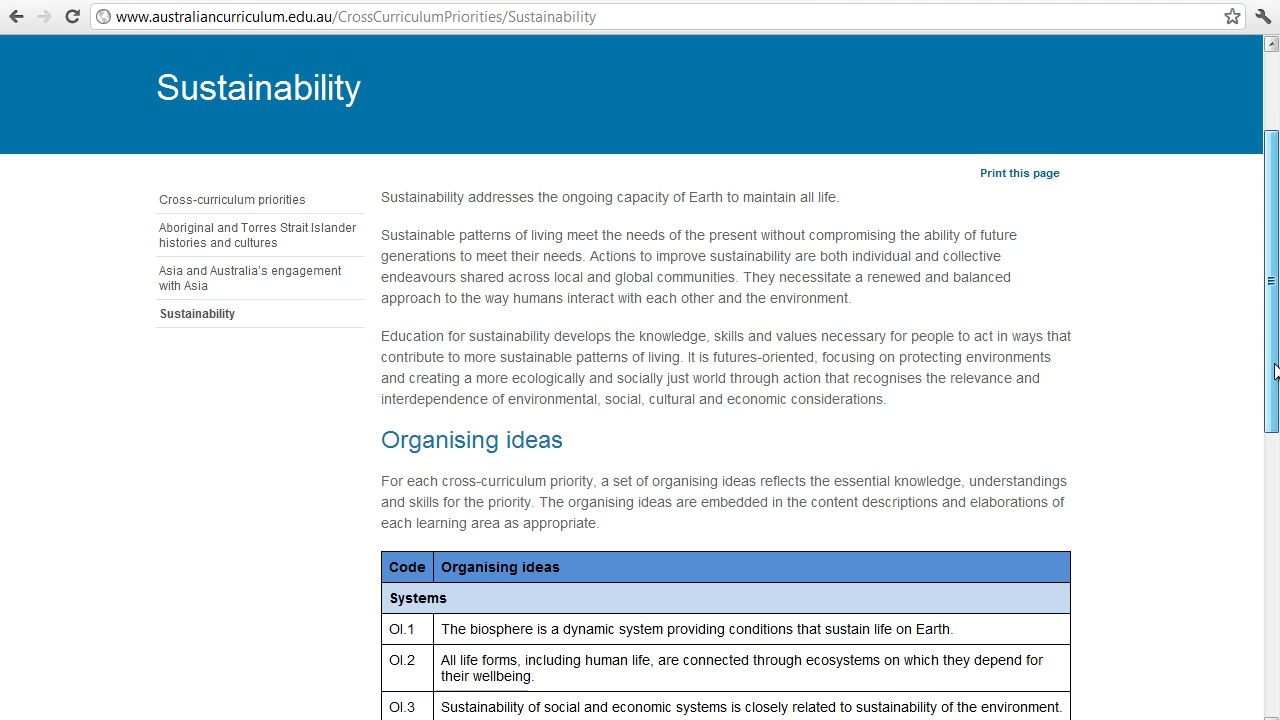 www.australiancurriculum.edu.au/CrossCurriculumPriorities/Sustainability
Sustainability
Print this page
Cross-curriculum priorities
Aboriginal and Torres Strait Islander
histories and cultures
Asia and Australia's engagement
with Asia
Sustainability
Sustainability addresses the ongoing capacity of Earth to maintain all life.
Sustainable patterns of living meet the needs of the present without compromising the ability of future
generations to meet their needs. Actions to improve sustainability are both individual and collective
endeavours shared across local and global communities. They necessitate a renewed and balanced
approach to the way humans interact with each other and the environment.
Education for sustainability develops the knowledge, skills and values necessary for people to act in ways that
contribute to more sustainable patterns of living. It is futures-oriented, focusing on protecting environments
and creating a more ecologically and socially just world through action that recognises the relevance and
interdependence of environmental, social, cultural and economic considerations.
Organising ideas
For each cross-curriculum priority, a set of organising ideas reflects the essential knowledge, understandings
and skills for the priority. The organising ideas are embedded in the content descriptions and elaborations of
each learning area as appropriate.
Code Organising ideas
Systems
OI.1 The biosphere is a dynamic system providing conditions that sustain life on Earth.
OI.2 All life forms, including human life, are connected through ecosystems on which they depend for
their wellbeing.
OI.3 Sustainability of social and economic systems is closely related to sustainability of the environment.